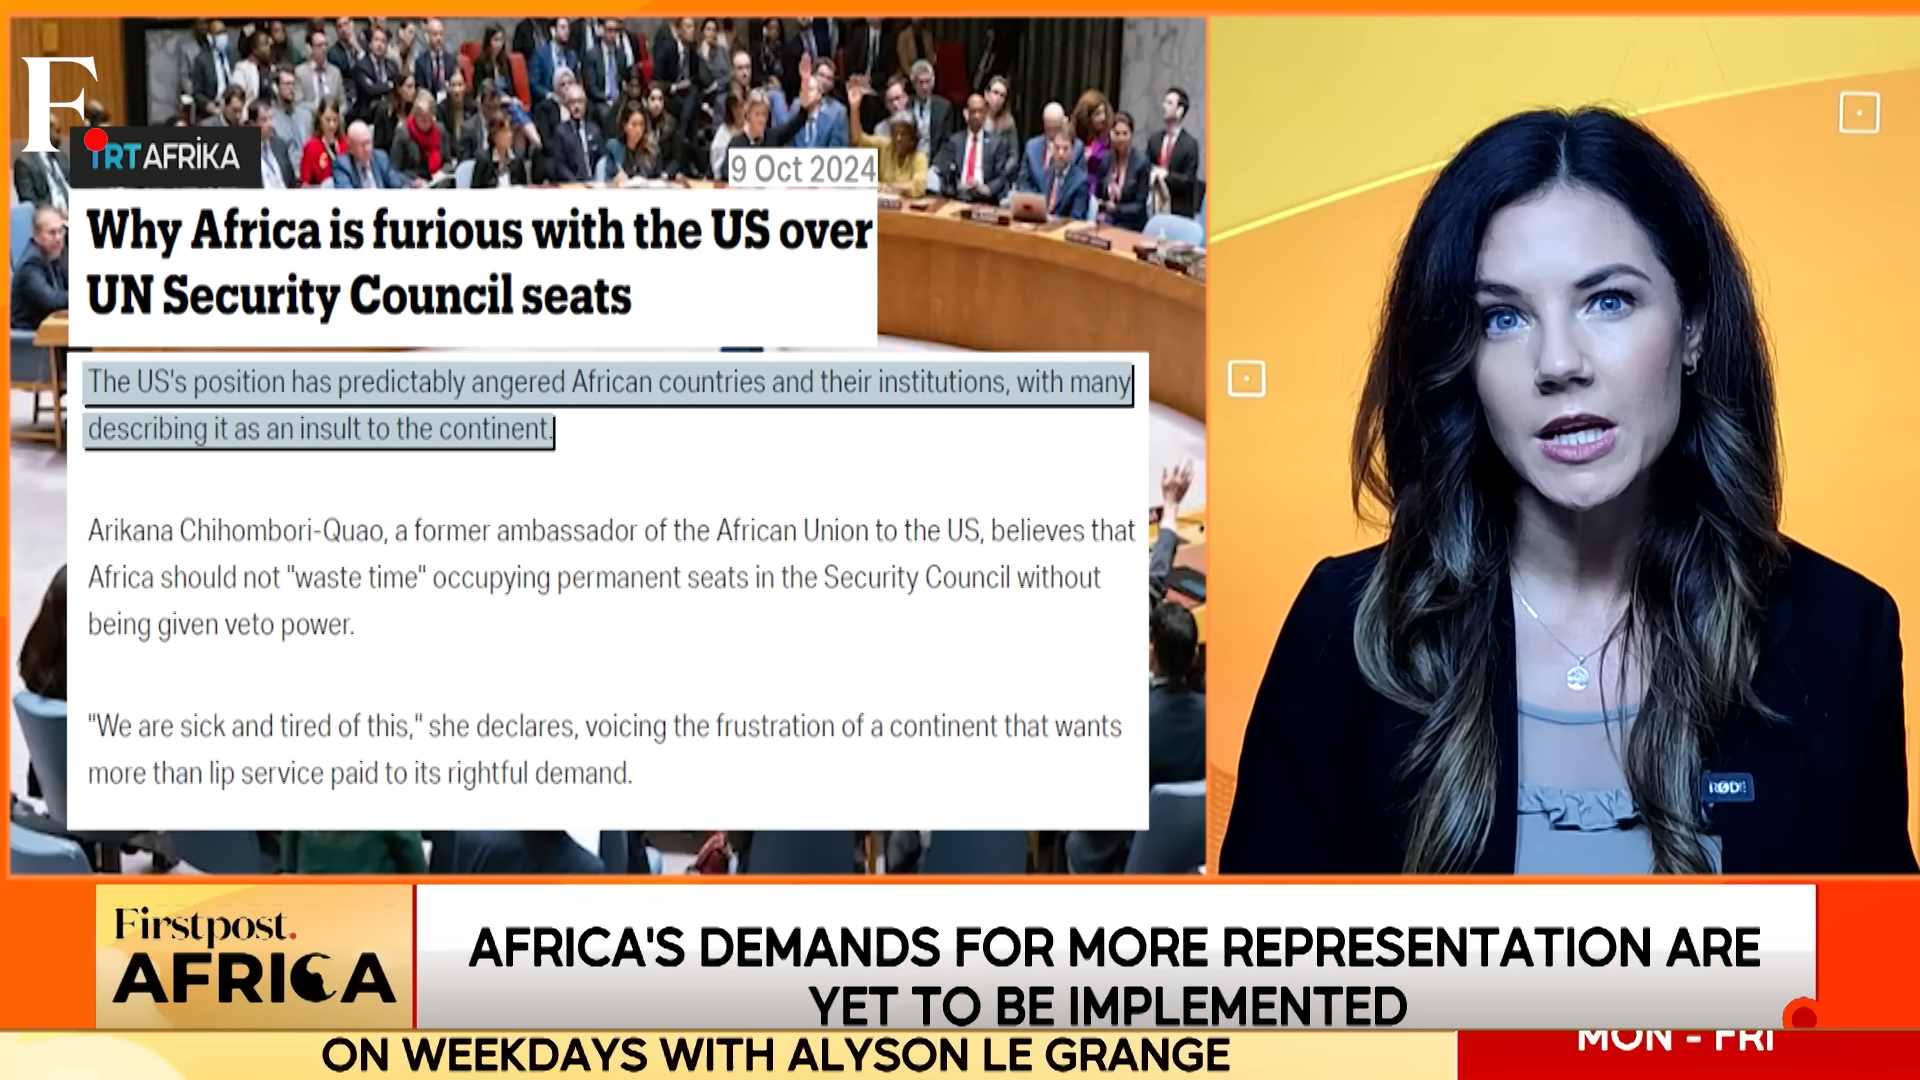 F
TRT AFRİKA
9 Oct 2024
Why Africa is furious with the US over
UN Security Council seats
The US's position has predictably angered African countries and their institutions, with many
describing it as an insult to the continent.
Arikana Chihombori-Quao, a former ambassador of the African Union to the US, believes that
Africa should not "waste time" occupying permanent seats in the Security Council without
being given veto power.
"We are sick and tired of this," she declares, voicing the frustration of a continent that wants
more than lip service paid to its rightful demand.
RØDE
Firstpost.
AFRICA
AFRICA'S DEMANDS FOR MORE REPRESENTATION ARE
YET TO BE IMPLEMENTED
ON WEEKDAYS WITH ALYSON LE GRANGE
MON - FRI